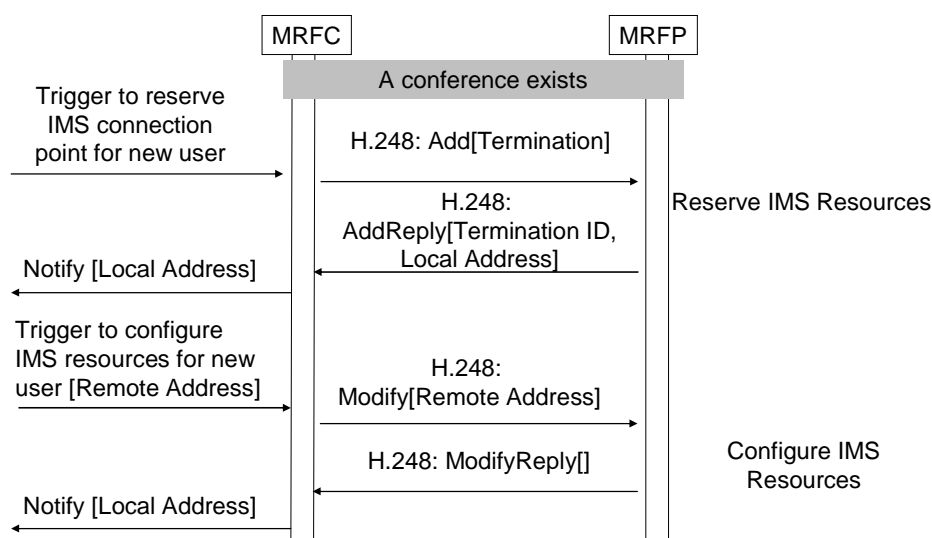 MRFC
MRFP
A conference exists
Trigger to reserve
IMS connection
point for new user
H.248: Add[Termination]
Reserve IMS Resources
H.248:
AddReply[Termination ID,
Local Address]
Notify [Local Address]
Trigger to configure
IMS resources for new
user [Remote Address]
H.248:
Modify[Remote Address]
H.248: ModifyReply[]
Configure IMS
Resources
Notify [Local Address]